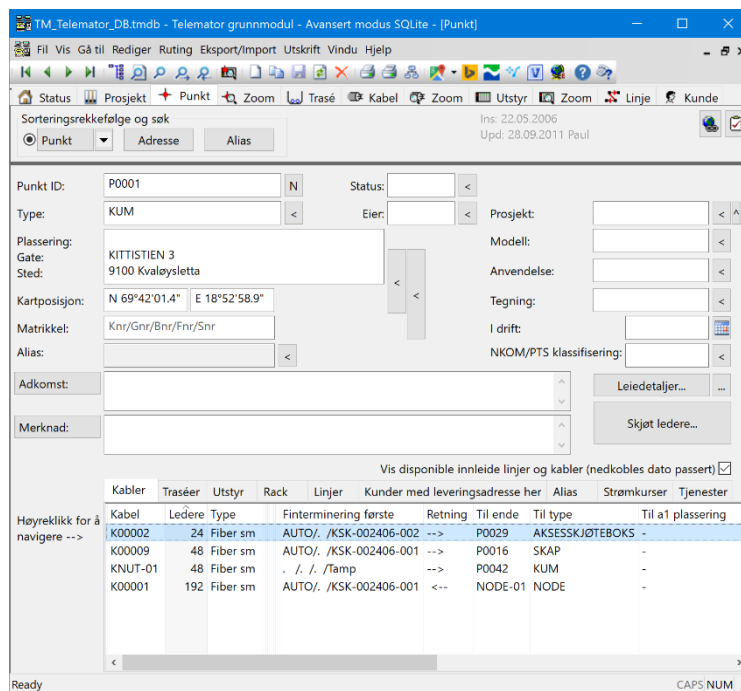 TM_Telemator_DB.tmdb - Telemator grunnmodul - Avansert modus SQLite - [Punkt]
Fil Vis Gå til Rediger Ruting Eksport/Import Utskrift Vindu Hjelp
Status Prosjekt Punkt Zoom Trasé Kabel Zoom Utstyr Zoom Linje Kunde
Sorteringsrekkefølge og søk
Punkt Adresse Alias
Ins: 22.05.2006
Upd: 28.09.2011 Paul
Punkt ID: P0001 N Status: <
Type: KUM < Eier: < Prosjekt: < ^
Plassering: Modell: <
Gate: KITTISTIEN 3
Sted: 9100 Kvaløysletta < < Anvendelse: <
Kartposisjon: N 69°42'01.4" E 18°52'58.9" Tegning: <
Matrikkel: Knr/Gnr/Bnr/Fnr/Snr I drift:
Alias: < NKOM/PTS klassifisering: <
Adkomst: Leiedetaljer... ...
Merknad: Skjøt ledere...
Vis disponible innleide linjer og kabler (nedkobles dato passert)
Kabler Traséer Utstyr Rack Linjer Kunder med leveringsadresse her Alias Strømkurser Tjenester
Høyreklikk for å
navigere -->
Kabel Ledere Type Finterminering første Retning Til ende Til type Til a1 plassering
K00002 24 Fiber sm AUTO/. /KSK-002406-002 --> P0029 AKSESSKJØTEBOKS -
K00009 48 Fiber sm AUTO/. /KSK-002406-001 --> P0016 SKAP -
KNUT-01 48 Fiber sm . /. /. /Tamp --> P0042 KUM -
K00001 192 Fiber sm AUTO/. /KSK-002406-001 <-- NODE-01 NODE -
Ready CAPS NUM